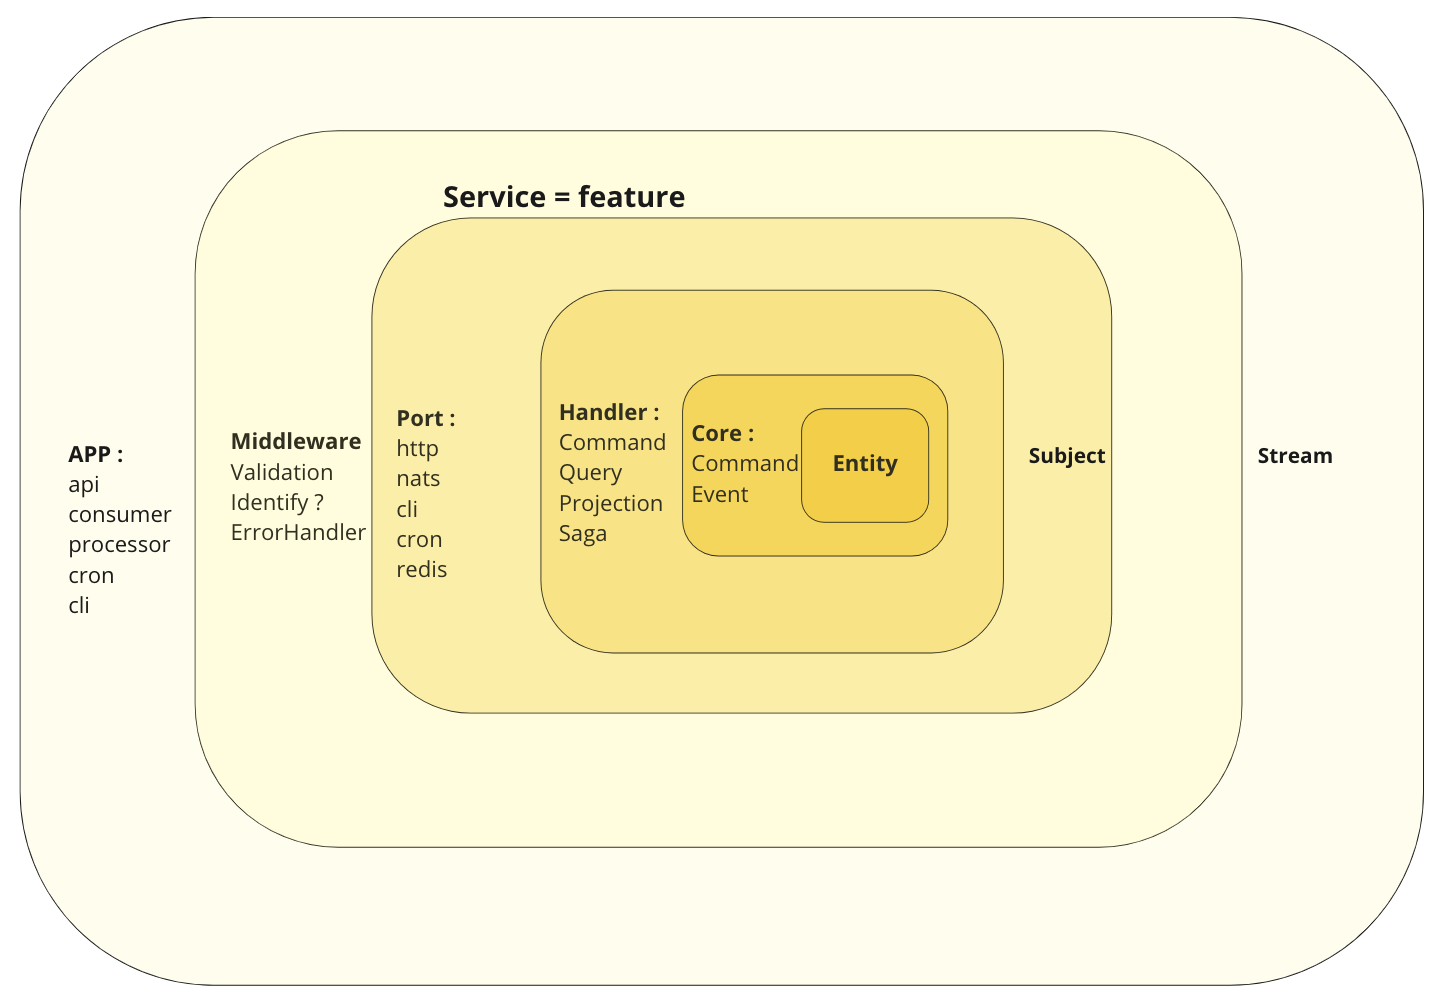 Service = feature
APP :
api
consumer
processor
cron
cli
Middleware
Validation
Identify ?
ErrorHandler
Port :
http
nats
cli
cron
redis
Handler :
Command
Query
Projection
Saga
Core :
Command
Event
Entity
Subject
Stream